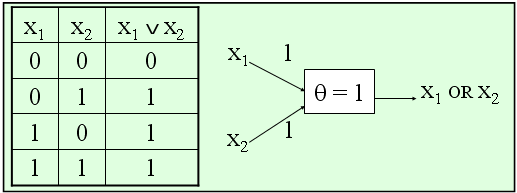 X₁ X₂ X₁ ∨ X₂
0 0 0
0 1 1
1 0 1
1 1 1
X₁ 1
θ = 1
X₁ OR X₂
X₂ 1